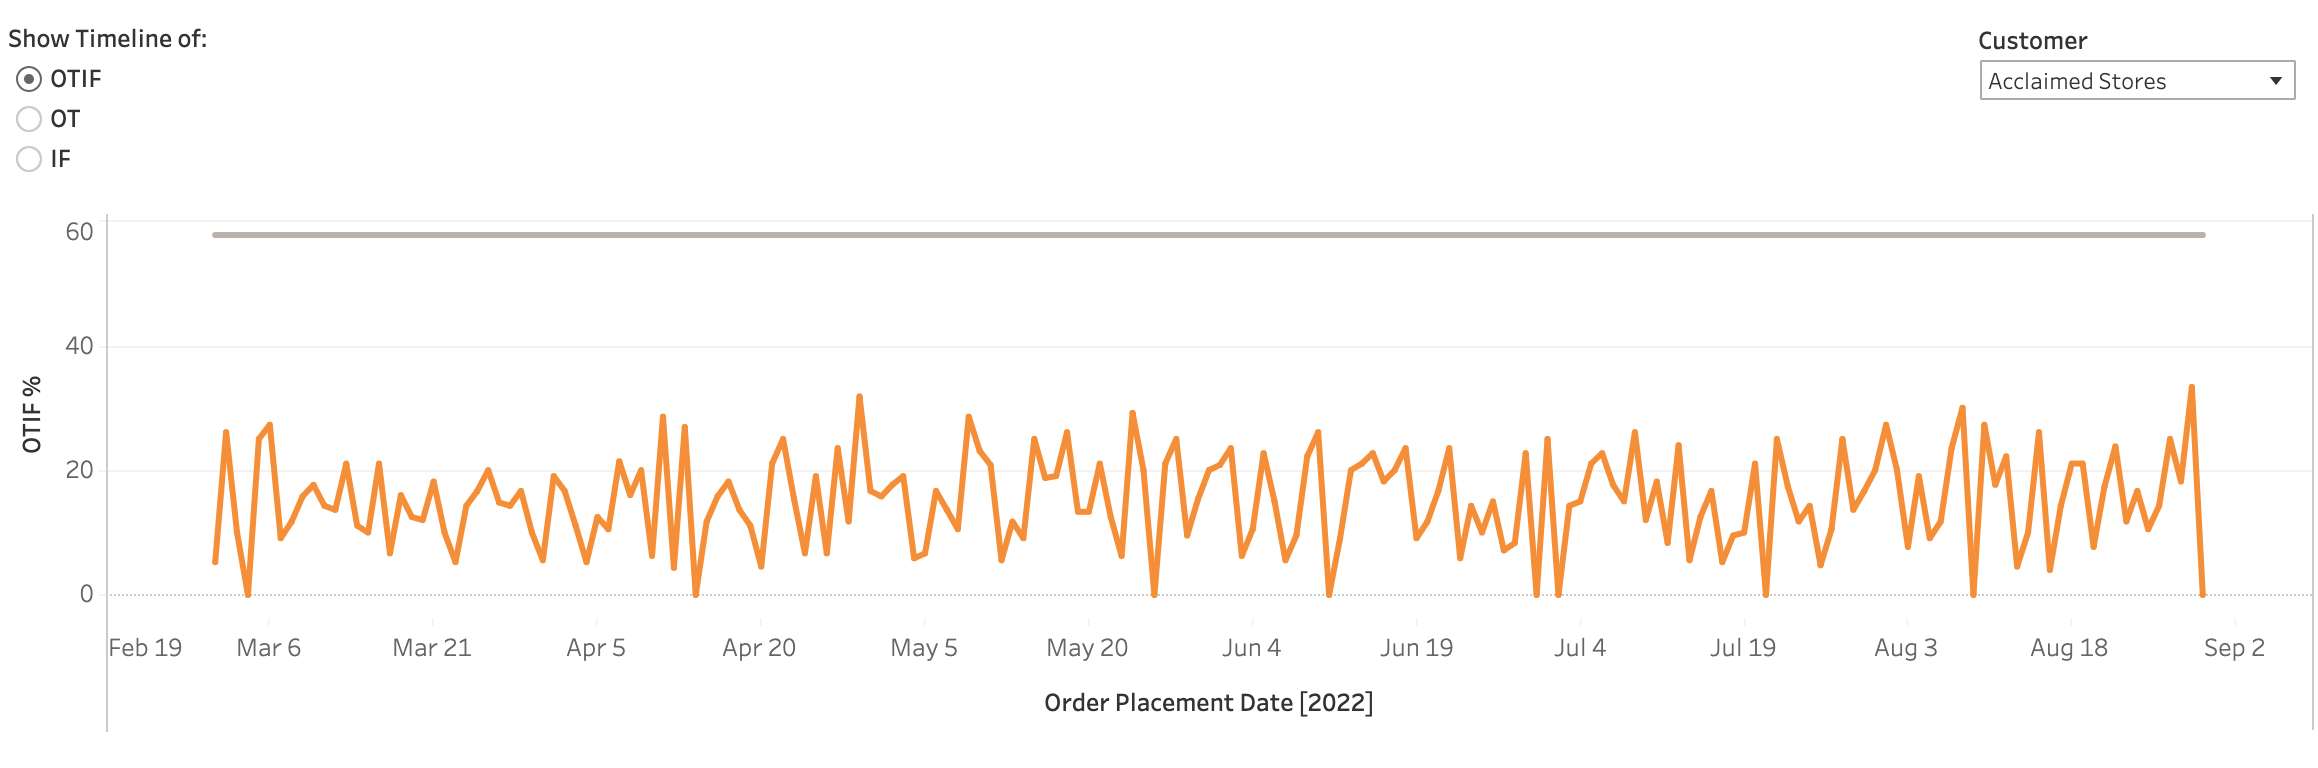 Show Timeline of:
OTIF
OT
IF
Customer
Acclaimed Stores
60
40
20
0
OTIF %
Feb 19 Mar 6 Mar 21 Apr 5 Apr 20 May 5 May 20 Jun 4 Jun 19 Jul 4 Jul 19 Aug 3 Aug 18 Sep 2
Order Placement Date [2022]